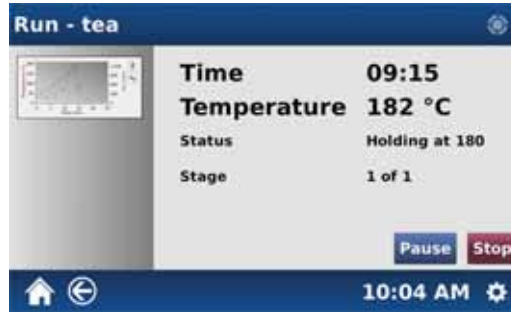 Run - tea
Time 09:15
Temperature 182 °C
Status Holding at 180
Stage 1 of 1
Pause Stop
10:04 AM